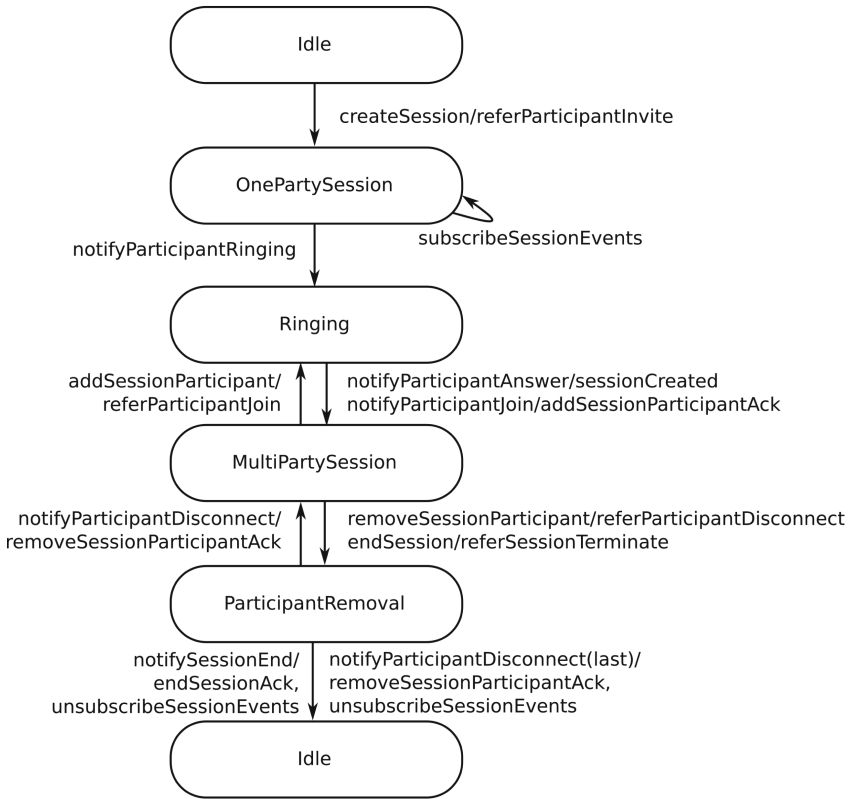 Idle
createSession/referParticipantInvite
OnePartySession
subscribeSessionEvents
notifyParticipantRinging
Ringing
addSessionParticipant/
referParticipantJoin
notifyParticipantAnswer/sessionCreated
notifyParticipantJoin/addSessionParticipantAck
MultiPartySession
notifyParticipantDisconnect/
removeSessionParticipantAck
removeSessionParticipant/referParticipantDisconnect
endSession/referSessionTerminate
ParticipantRemoval
notifySessionEnd/
endSessionAck,
unsubscribeSessionEvents
notifyParticipantDisconnect(last)/
removeSessionParticipantAck,
unsubscribeSessionEvents
Idle